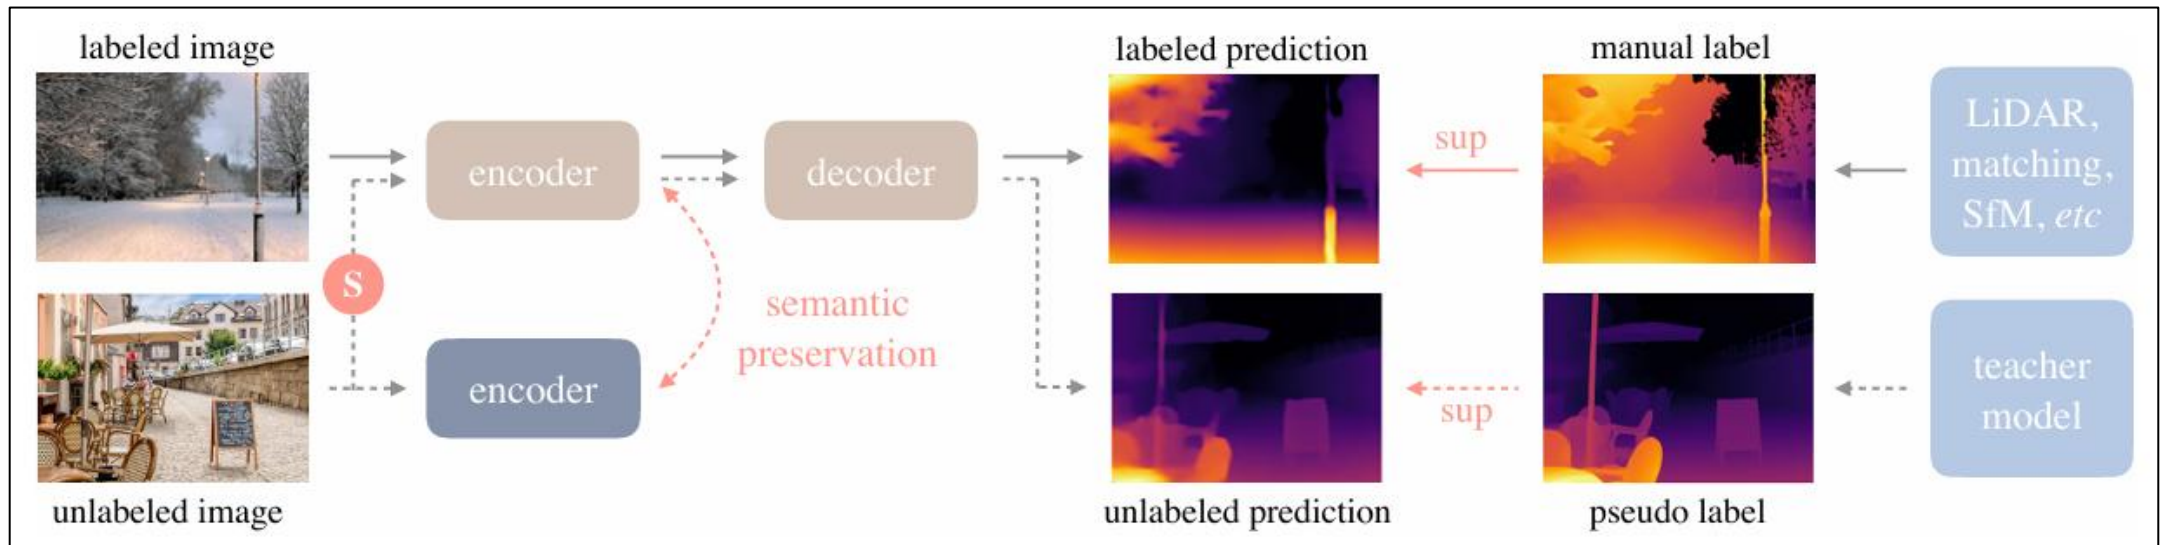 labeled image
labeled prediction
manual label
encoder
decoder
sup
LiDAR,
matching,
SfM, etc
S
semantic
preservation
encoder
sup
teacher
model
unlabeled image
unlabeled prediction
pseudo label